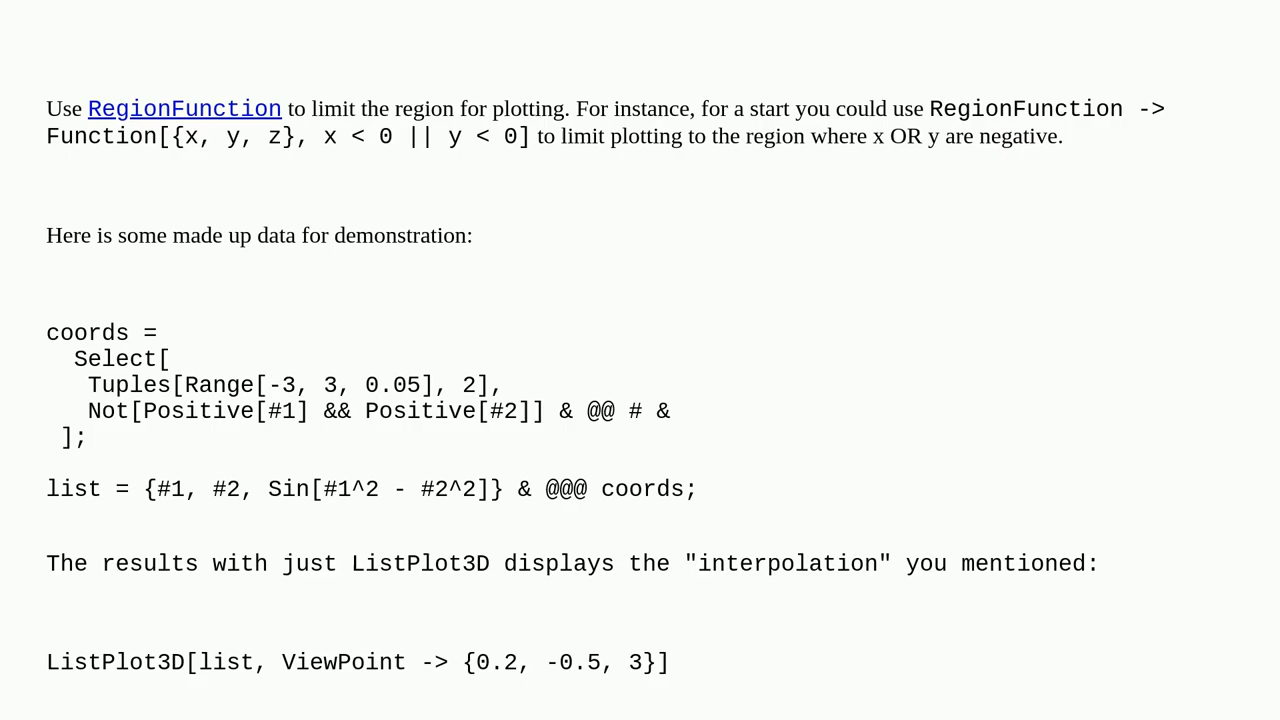 Use RegionFunction to limit the region for plotting. For instance, for a start you could use RegionFunction ->
Function[{x, y, z}, x < 0 || y < 0] to limit plotting to the region where x OR y are negative.
Here is some made up data for demonstration:
coords =
  Select[
   Tuples[Range[-3, 3, 0.05], 2],
   Not[Positive[#1] && Positive[#2]] & @@ # &
 ];
list = {#1, #2, Sin[#1^2 - #2^2]} & @@@ coords;
The results with just ListPlot3D displays the "interpolation" you mentioned:
ListPlot3D[list, ViewPoint -> {0.2, -0.5, 3}]